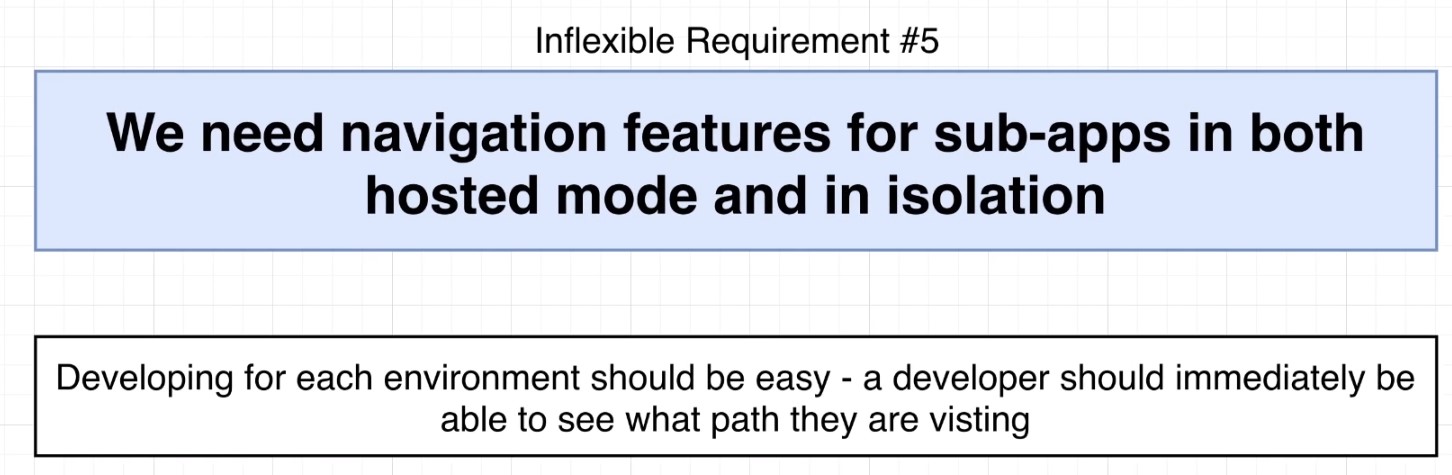 Inflexible Requirement #5
We need navigation features for sub-apps in both
hosted mode and in isolation
Developing for each environment should be easy - a developer should immediately be
able to see what path they are visting